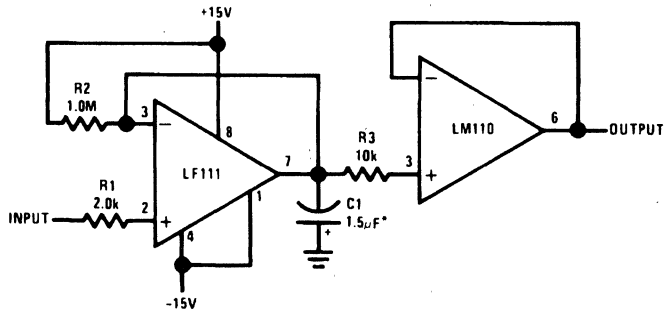 +15V
R2
1.0M
3
−
8
LF111
7
R1
2.0k
INPUT
2
+
4
1
−15V
R3
10k
C1
1.5μF*
+
−
LM110
6
OUTPUT
3
+